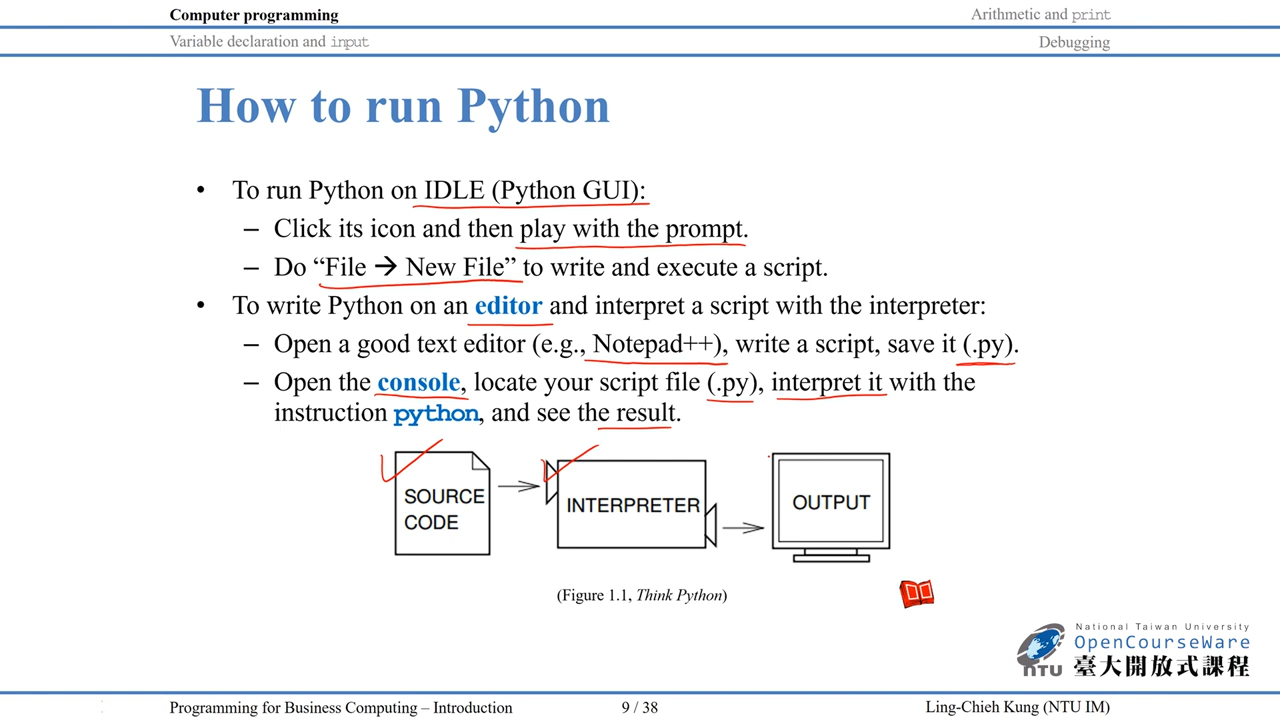 Computer programming
Arithmetic and print
Variable declaration and input
Debugging
How to run Python
• To run Python on IDLE (Python GUI):
– Click its icon and then play with the prompt.
– Do “File → New File” to write and execute a script.
• To write Python on an editor and interpret a script with the interpreter:
– Open a good text editor (e.g., Notepad++), write a script, save it (.py).
– Open the console, locate your script file (.py), interpret it with the
instruction python, and see the result.
SOURCE
CODE
INTERPRETER
OUTPUT
(Figure 1.1, Think Python)
National Taiwan University
OpenCourseWare
NTU 臺大開放式課程
Programming for Business Computing – Introduction
9 / 38
Ling-Chieh Kung (NTU IM)